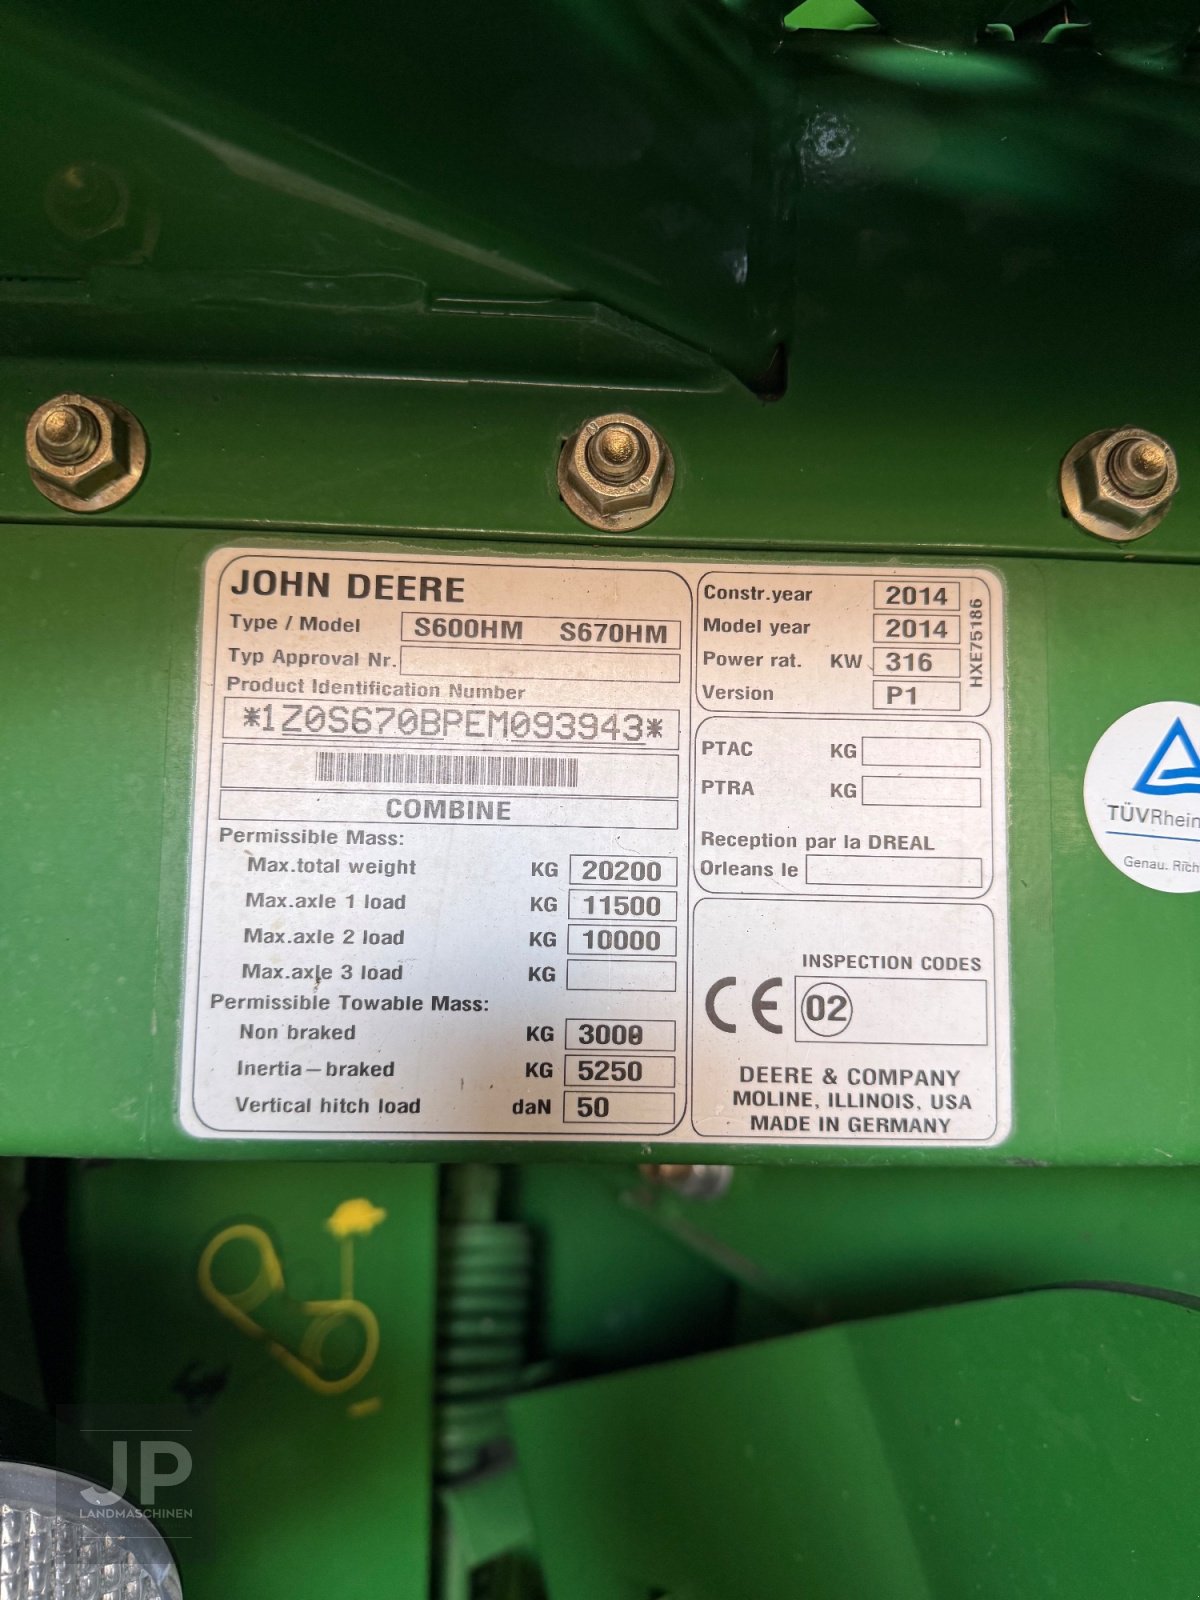 JOHN DEERE
Type / Model S600HM S670HM
Typ Approval Nr.
Product Identification Number
*1Z0S670BPEM093943*
COMBINE
Permissible Mass:
Max.total weight KG 20200
Max.axle 1 load KG 11500
Max.axle 2 load KG 10000
Max.axle 3 load KG
Permissible Towable Mass:
Non braked KG 3000
Inertia—braked KG 5250
Vertical hitch load daN 50
Constr.year 2014
Model year 2014
Power rat. KW 316
Version P1
HXE75186
PTAC KG
PTRA KG
Reception par la DREAL
Orleans le
INSPECTION CODES
CE 02
DEERE & COMPANY
MOLINE, ILLINOIS, USA
MADE IN GERMANY
TÜVRhein
Genau. Rich
JP
LANDMASCHINEN